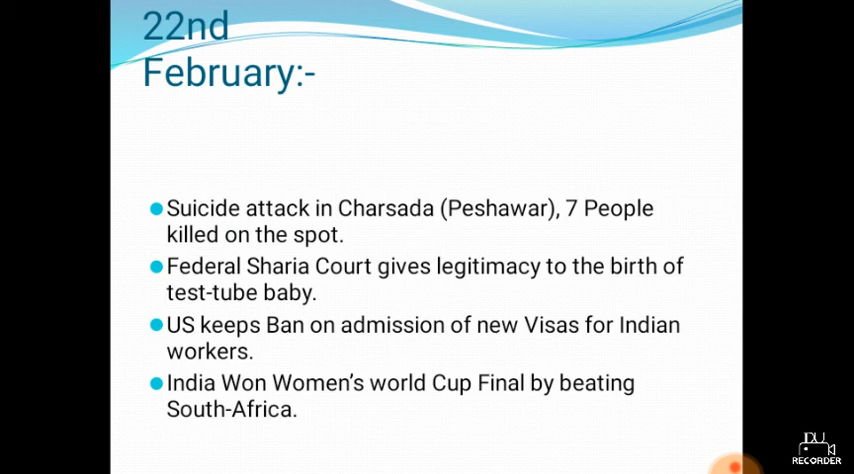 22nd
February:-
Suicide attack in Charsada (Peshawar), 7 People
killed on the spot.
Federal Sharia Court gives legitimacy to the birth of
test-tube baby.
US keeps Ban on admission of new Visas for Indian
workers.
India Won Women's world Cup Final by beating
South-Africa.
DU
RECORDER